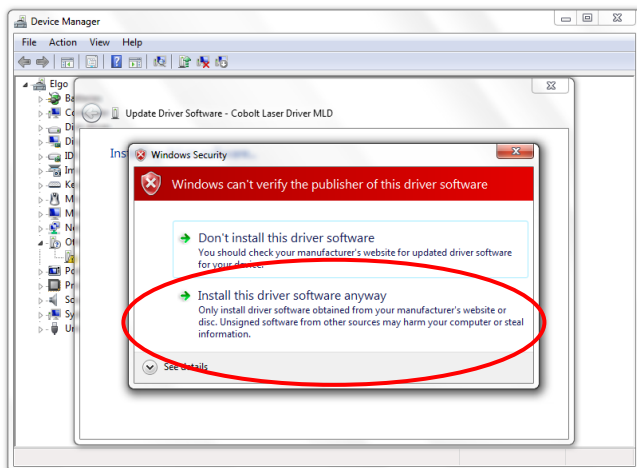 Device Manager
File Action View Help
Elgo
Update Driver Software - Cobolt Laser Driver MLD
Windows Security
Windows can't verify the publisher of this driver software
Don't install this driver software
You should check your manufacturer's website for updated driver software
for your device.
Install this driver software anyway
Only install driver software obtained from your manufacturer's website or
disc. Unsigned software from other sources may harm your computer or steal
information.
See details